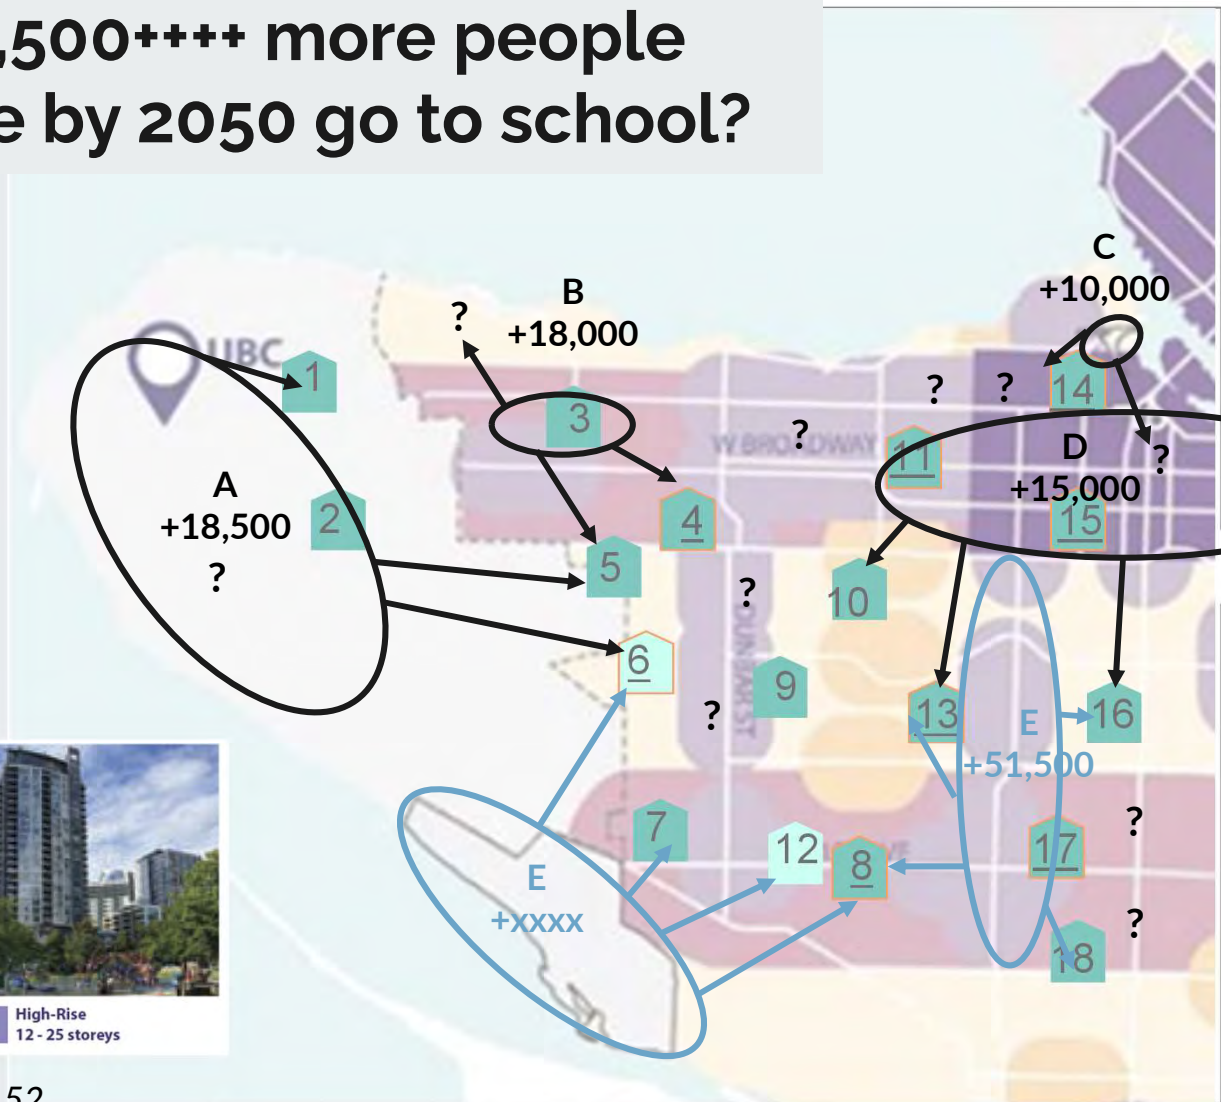 ,500++++ more people
e by 2050 go to school?
C
+10,000
B
+18,000
?
UBC
1
14
?
?
3
?
W.BROADWAY
11
D
+15,000
?
A
+18,500
?
2
4
15
5
10
?
DUNBAR ST
6
9
?
13
E
+51,500
16
7
12
8
17
?
E
+xxxx
?
18
High-Rise
12 - 25 storeys
52